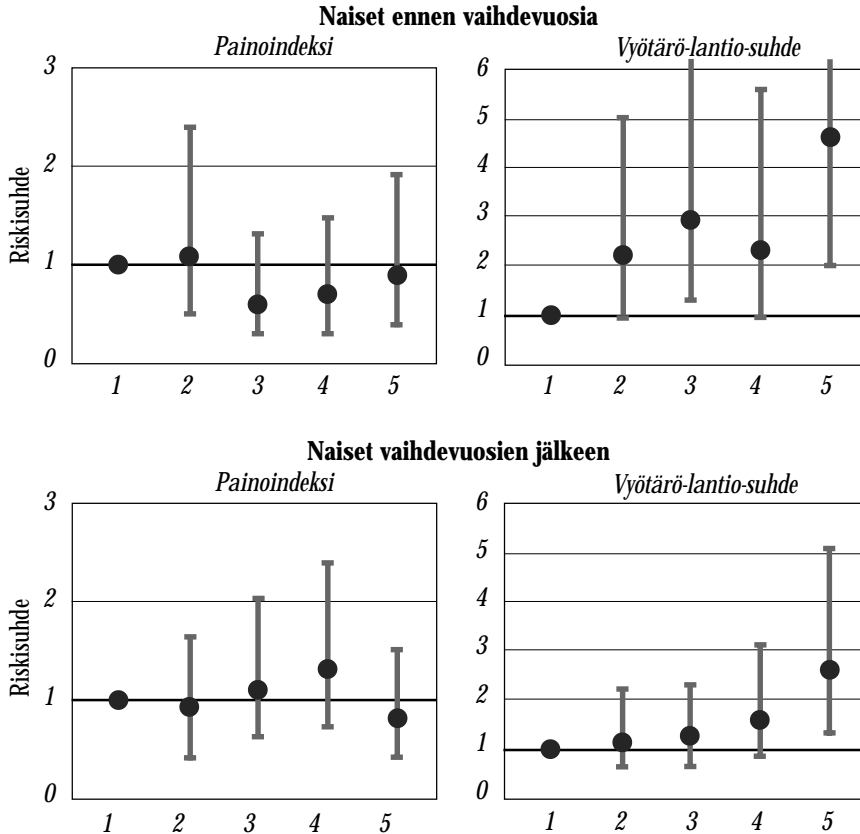 Naiset ennen vaihdevuosia
Painoindeksi
Vyötärö-lantio-suhde
Riskisuhde
3
2
1
0
1 2 3 4 5
6
5
4
3
2
1
0
1 2 3 4 5
Naiset vaihdevuosien jälkeen
Painoindeksi
Vyötärö-lantio-suhde
Riskisuhde
3
2
1
0
1 2 3 4 5
6
5
4
3
2
1
0
1 2 3 4 5